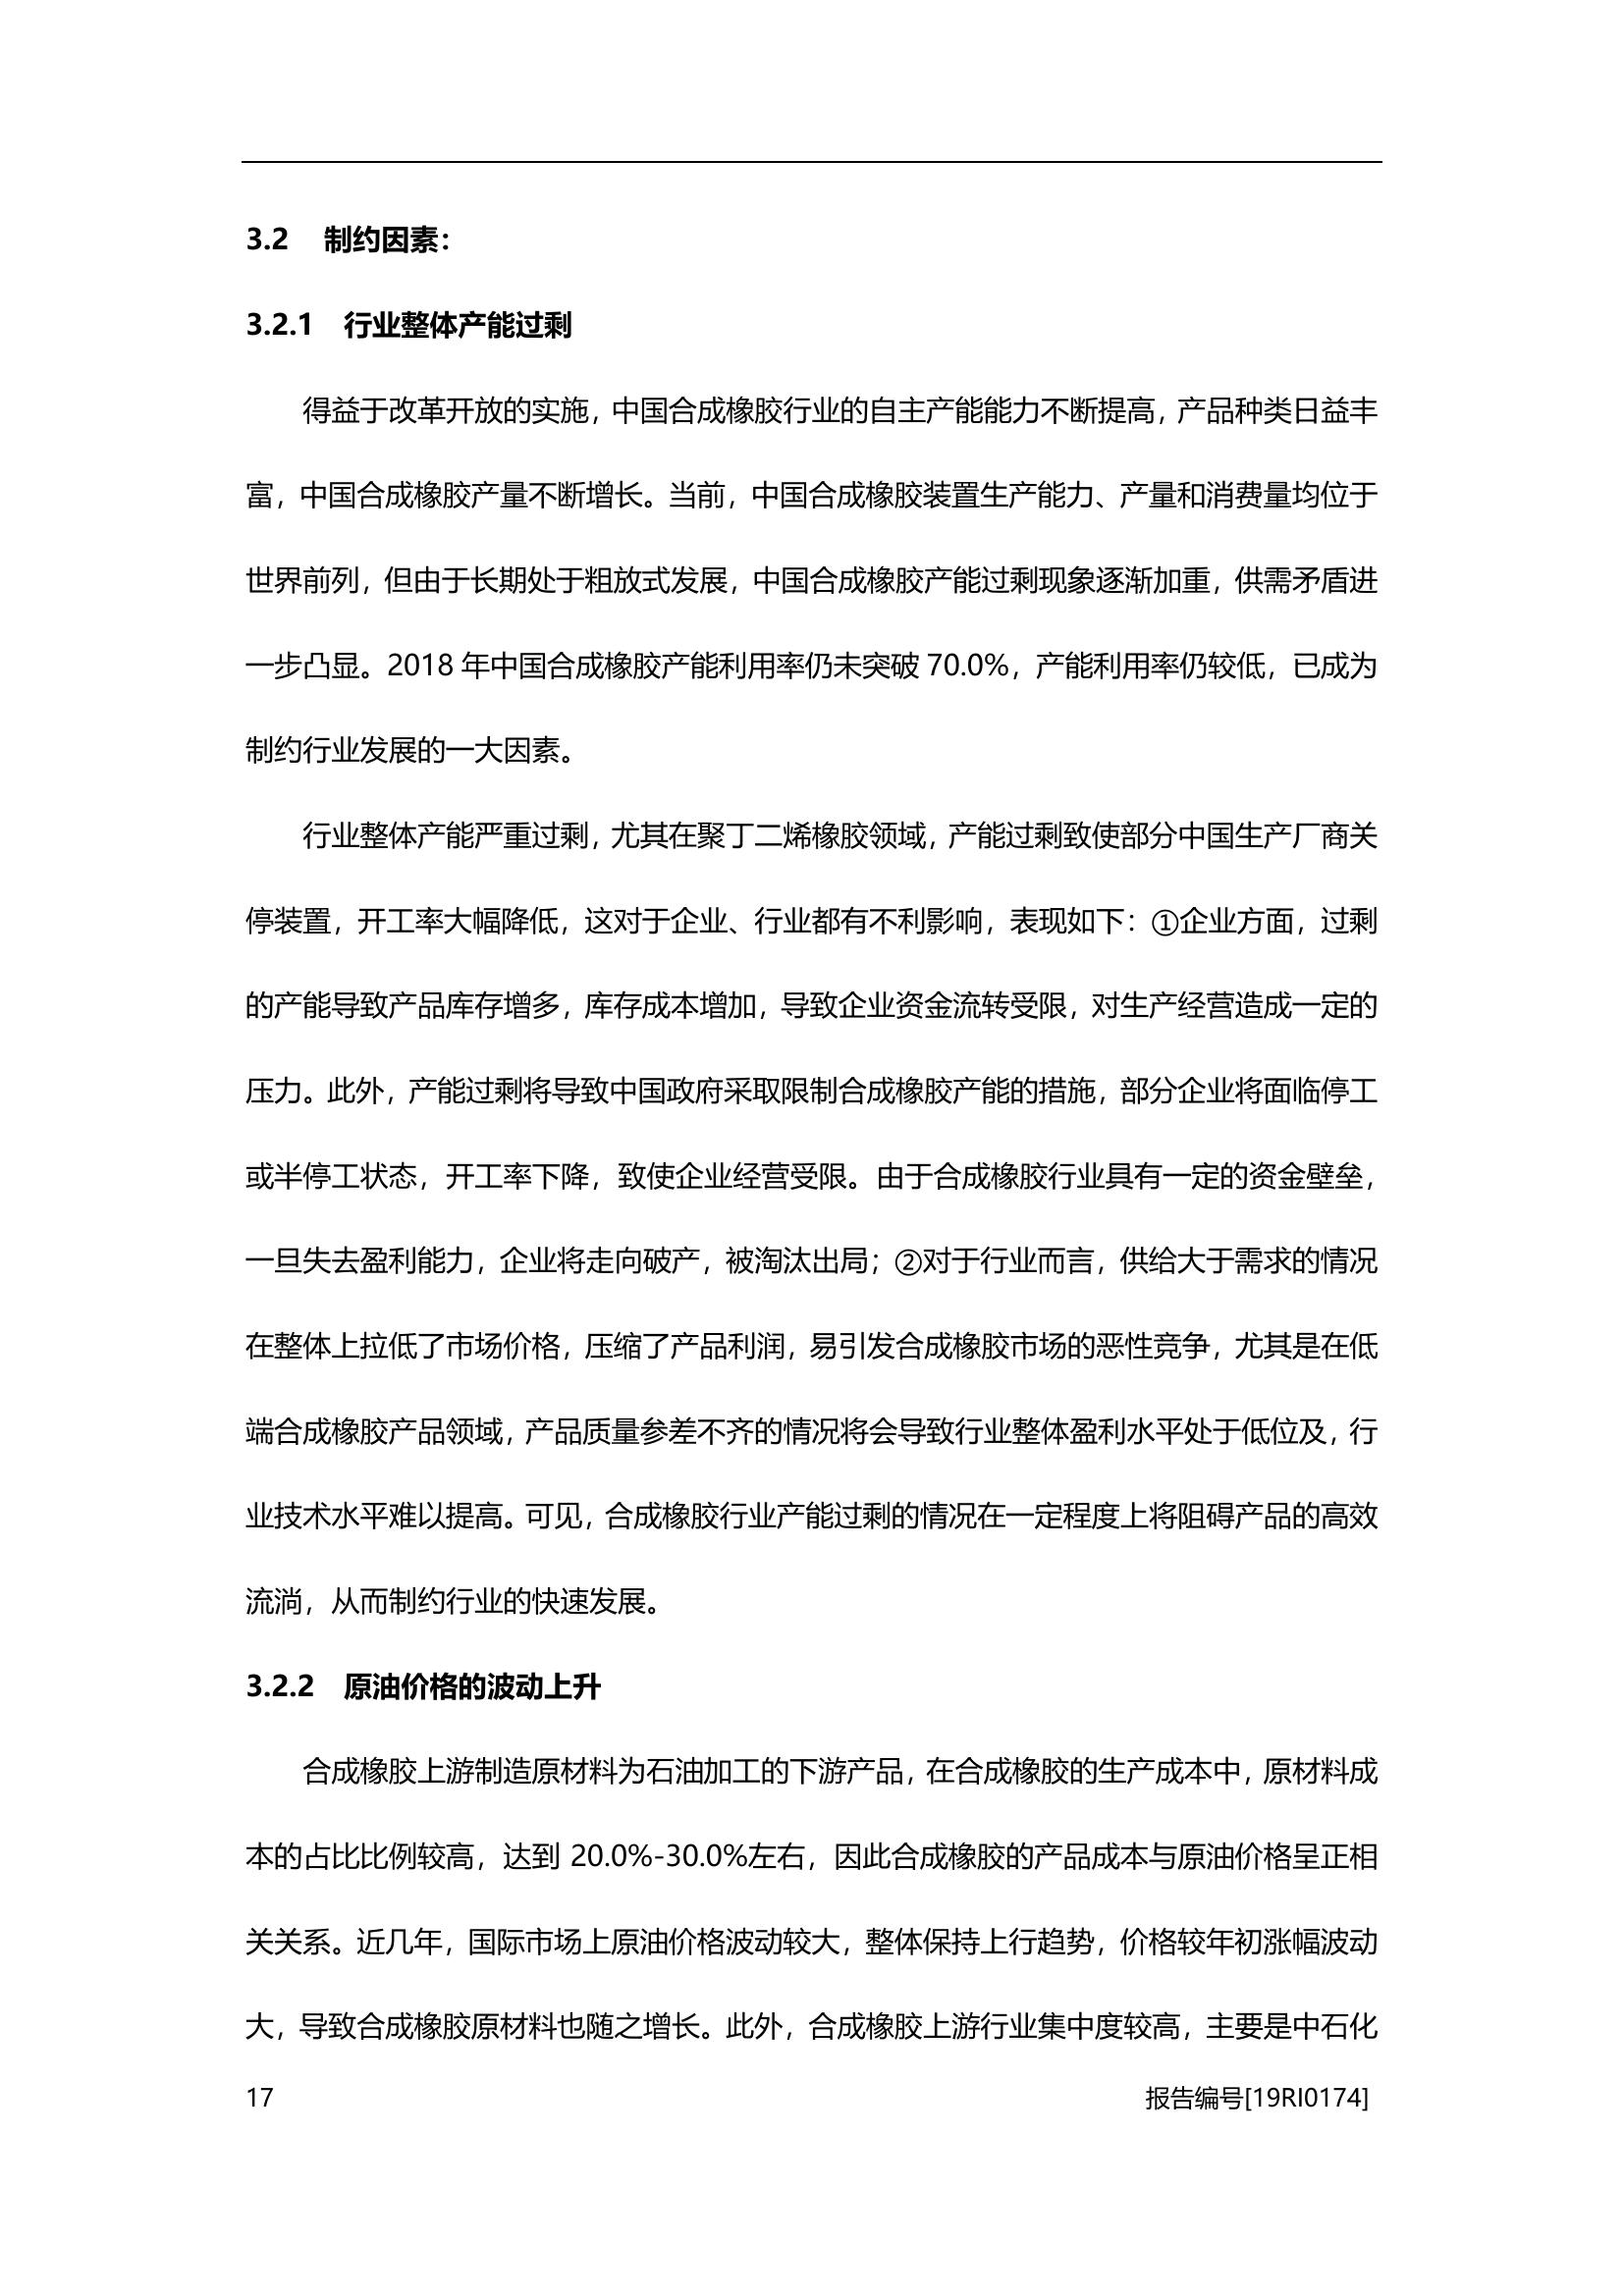 3.2 制约因素：
3.2.1 行业整体产能过剩
得益于改革开放的实施，中国合成橡胶行业的自主产能能力不断提高，产品种类日益丰
富，中国合成橡胶产量不断增长。当前，中国合成橡胶装置生产能力、产量和消费量均位于
世界前列，但由于长期处于粗放式发展，中国合成橡胶产能过剩现象逐渐加重，供需矛盾进
一步凸显。2018 年中国合成橡胶产能利用率仍未突破 70.0%，产能利用率仍较低，已成为
制约行业发展的一大因素。
行业整体产能严重过剩，尤其在聚丁二烯橡胶领域，产能过剩致使部分中国生产厂商关
停装置，开工率大幅降低，这对于企业、行业都有不利影响，表现如下：①企业方面，过剩
的产能导致产品库存增多，库存成本增加，导致企业资金流转受限，对生产经营造成一定的
压力。此外，产能过剩将导致中国政府采取限制合成橡胶产能的措施，部分企业将面临停工
或半停工状态，开工率下降，致使企业经营受限。由于合成橡胶行业具有一定的资金壁垒，
一旦失去盈利能力，企业将走向破产，被淘汰出局；②对于行业而言，供给大于需求的情况
在整体上拉低了市场价格，压缩了产品利润，易引发合成橡胶市场的恶性竞争，尤其是在低
端合成橡胶产品领域，产品质量参差不齐的情况将会导致行业整体盈利水平处于低位及，行
业技术水平难以提高。可见，合成橡胶行业产能过剩的情况在一定程度上将阻碍产品的高效
流淌，从而制约行业的快速发展。
3.2.2 原油价格的波动上升
合成橡胶上游制造原材料为石油加工的下游产品，在合成橡胶的生产成本中，原材料成
本的占比比例较高，达到 20.0%-30.0%左右，因此合成橡胶的产品成本与原油价格呈正相
关关系。近几年，国际市场上原油价格波动较大，整体保持上行趋势，价格较年初涨幅波动
大，导致合成橡胶原材料也随之增长。此外，合成橡胶上游行业集中度较高，主要是中石化
17 报告编号[19RI0174]